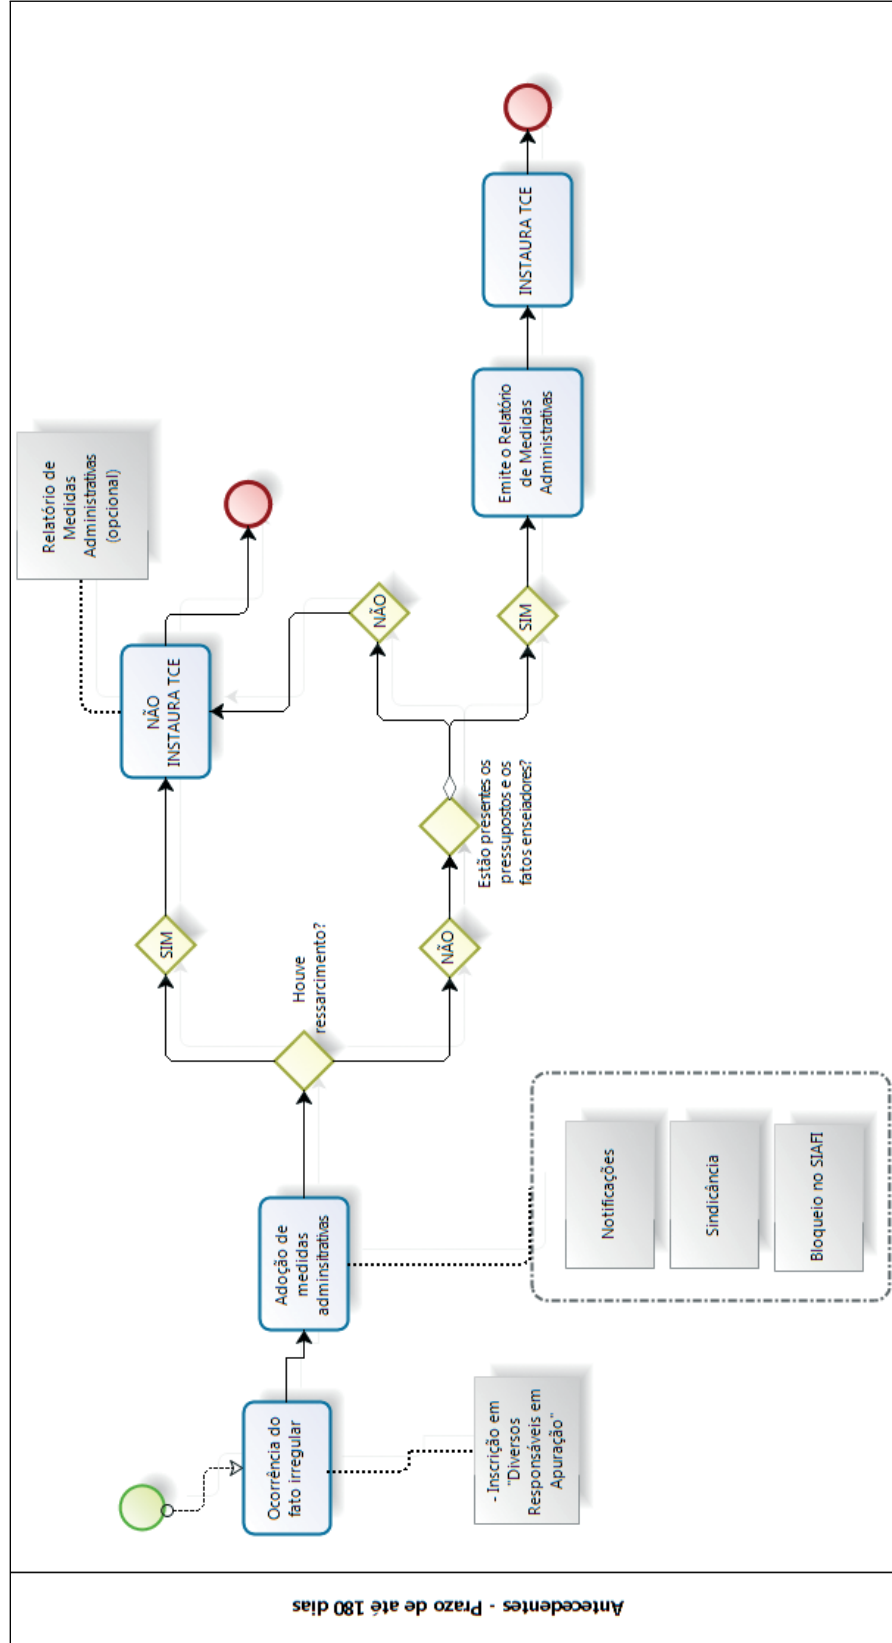 Antecedentes - Prazo de até 180 dias
Ocorrência do
fato irregular
- Inscrição em
"Diversos
Responsáveis em
Apuração"
Adoção de
medidas
adminsitrativas
Notificações
Sindicância
Bloqueio no SIAFI
Houve
ressarcimento?
SIM
NÃO
Estão presentes os
pressupostos e os
fatos enseiadores?
NÃO
INSTAURA TCE
Relatório de
Medidas
Administrativas
(opcional)
NÃO
SIM
Emite o Relatório
de Medidas
Administrativas
INSTAURA TCE